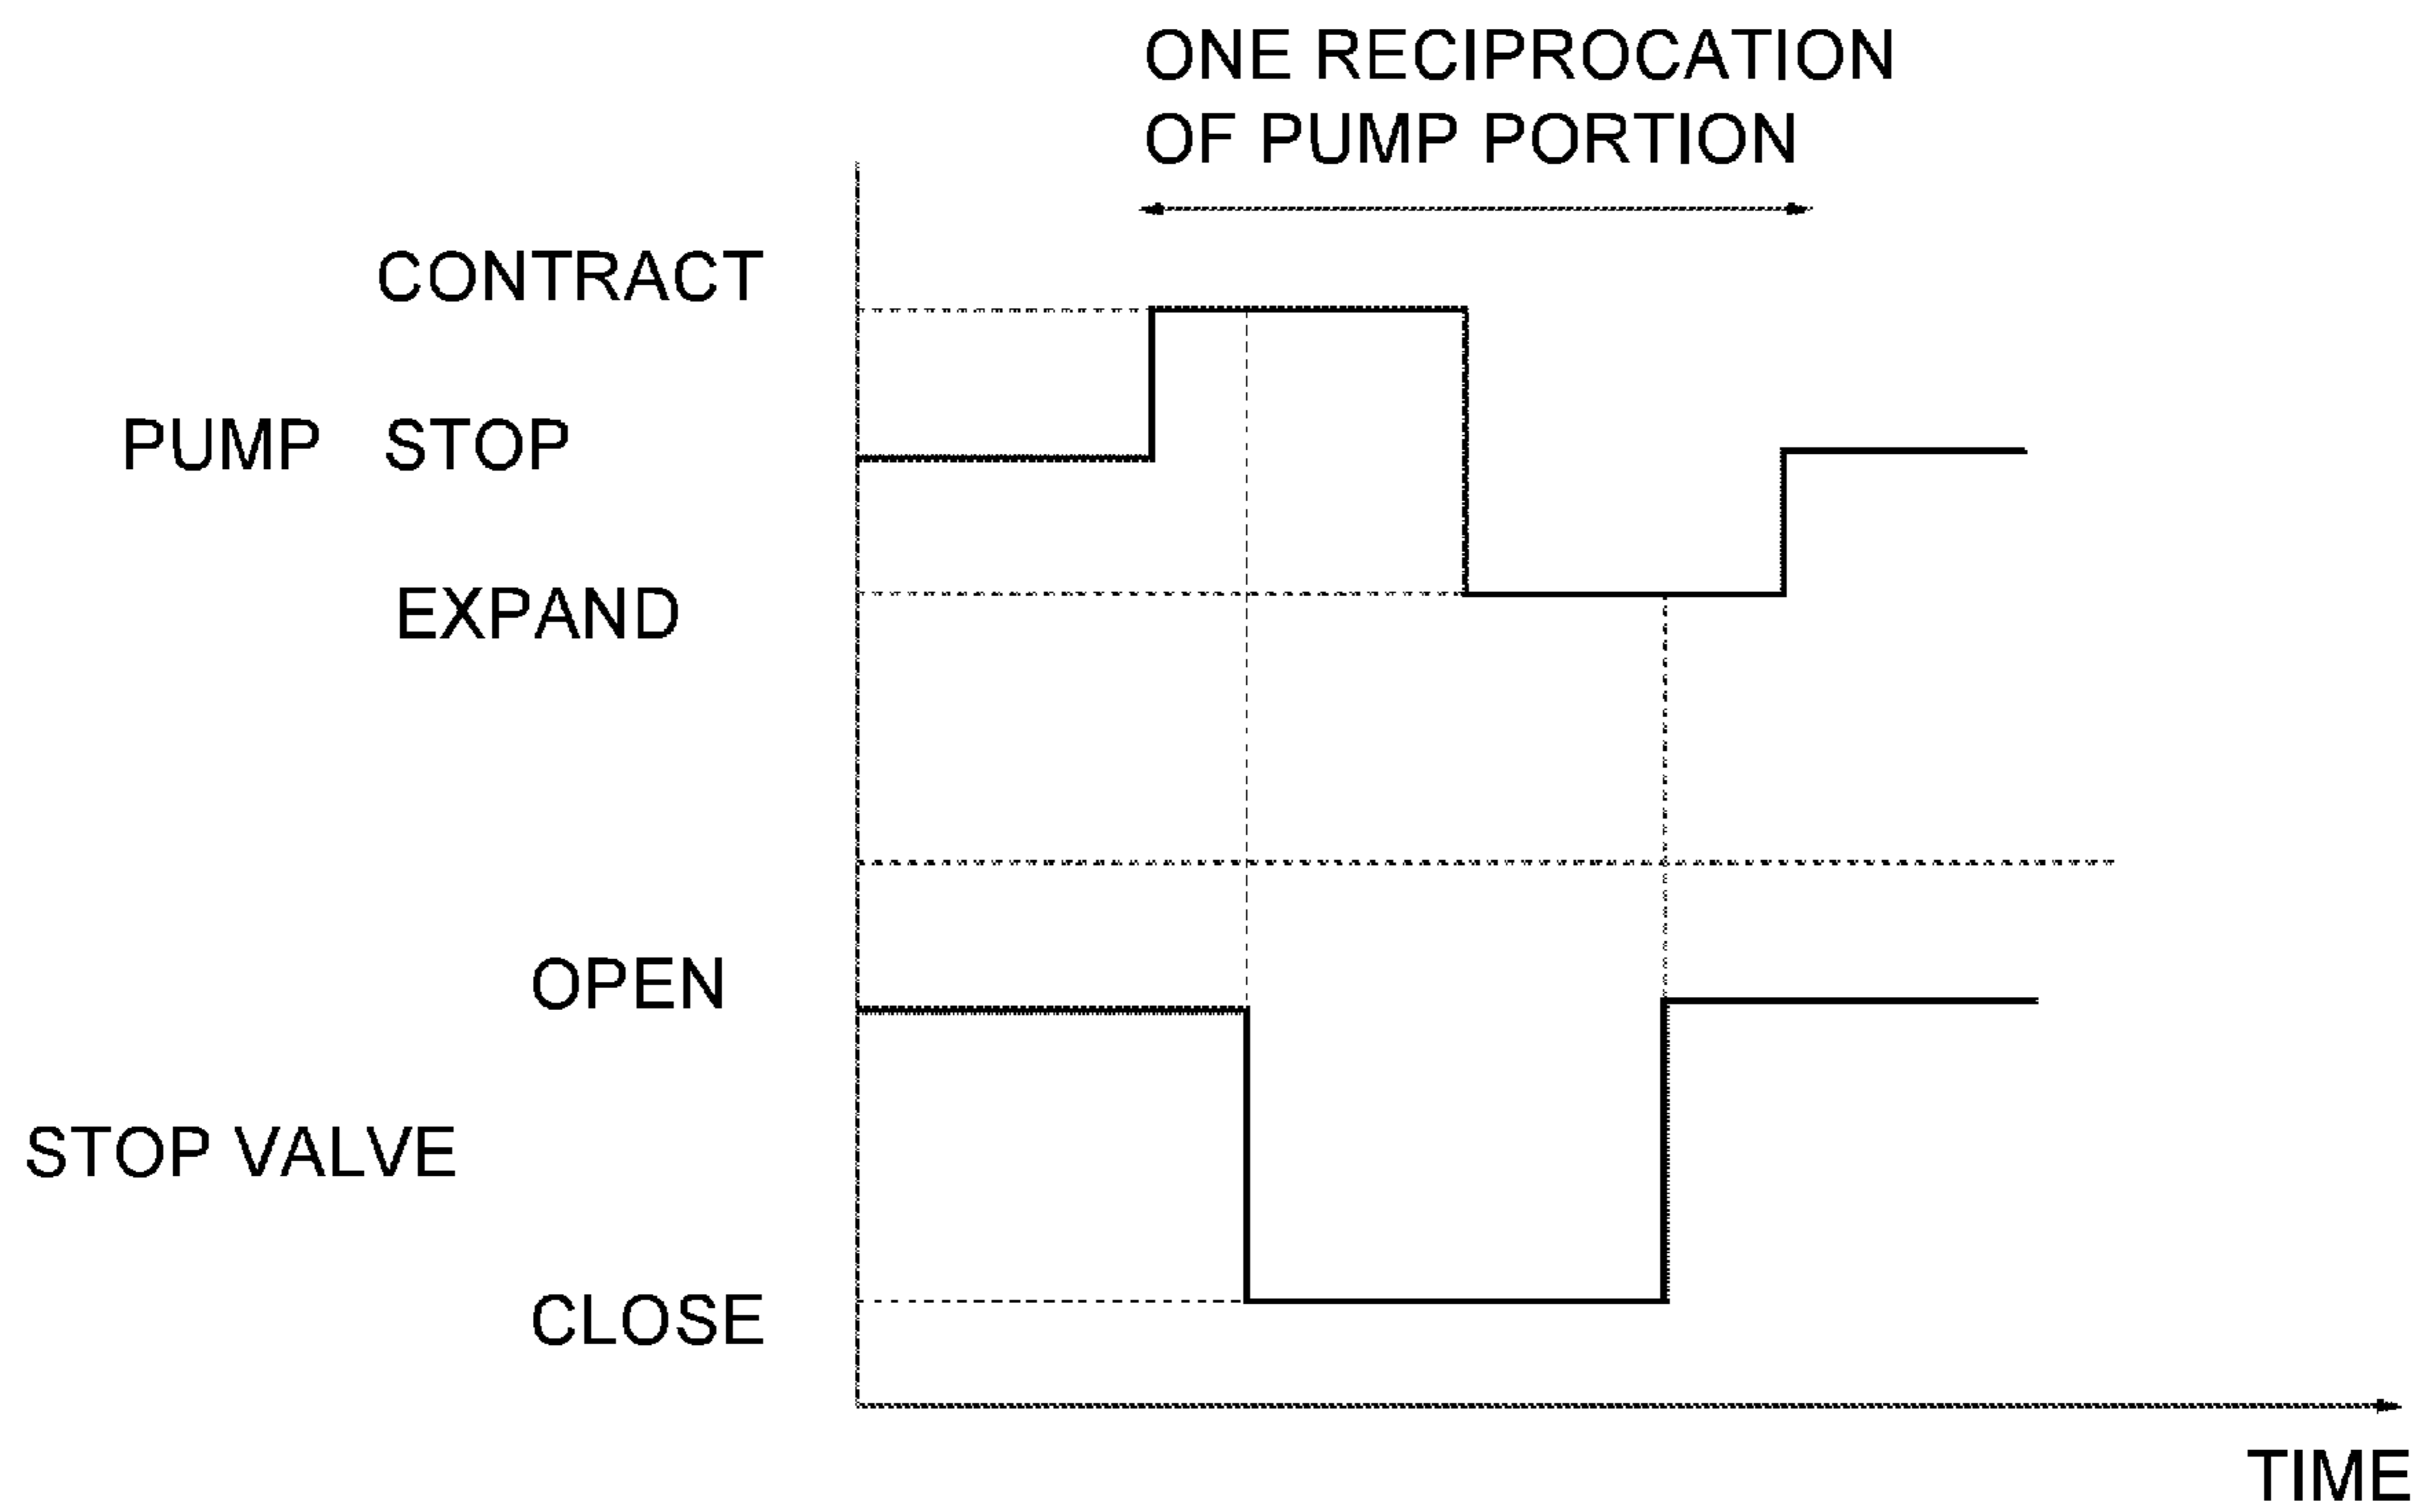 ONE RECIPROCATION
OF PUMP PORTION
CONTRACT
PUMP STOP
EXPAND
OPEN
STOP VALVE
CLOSE
TIME